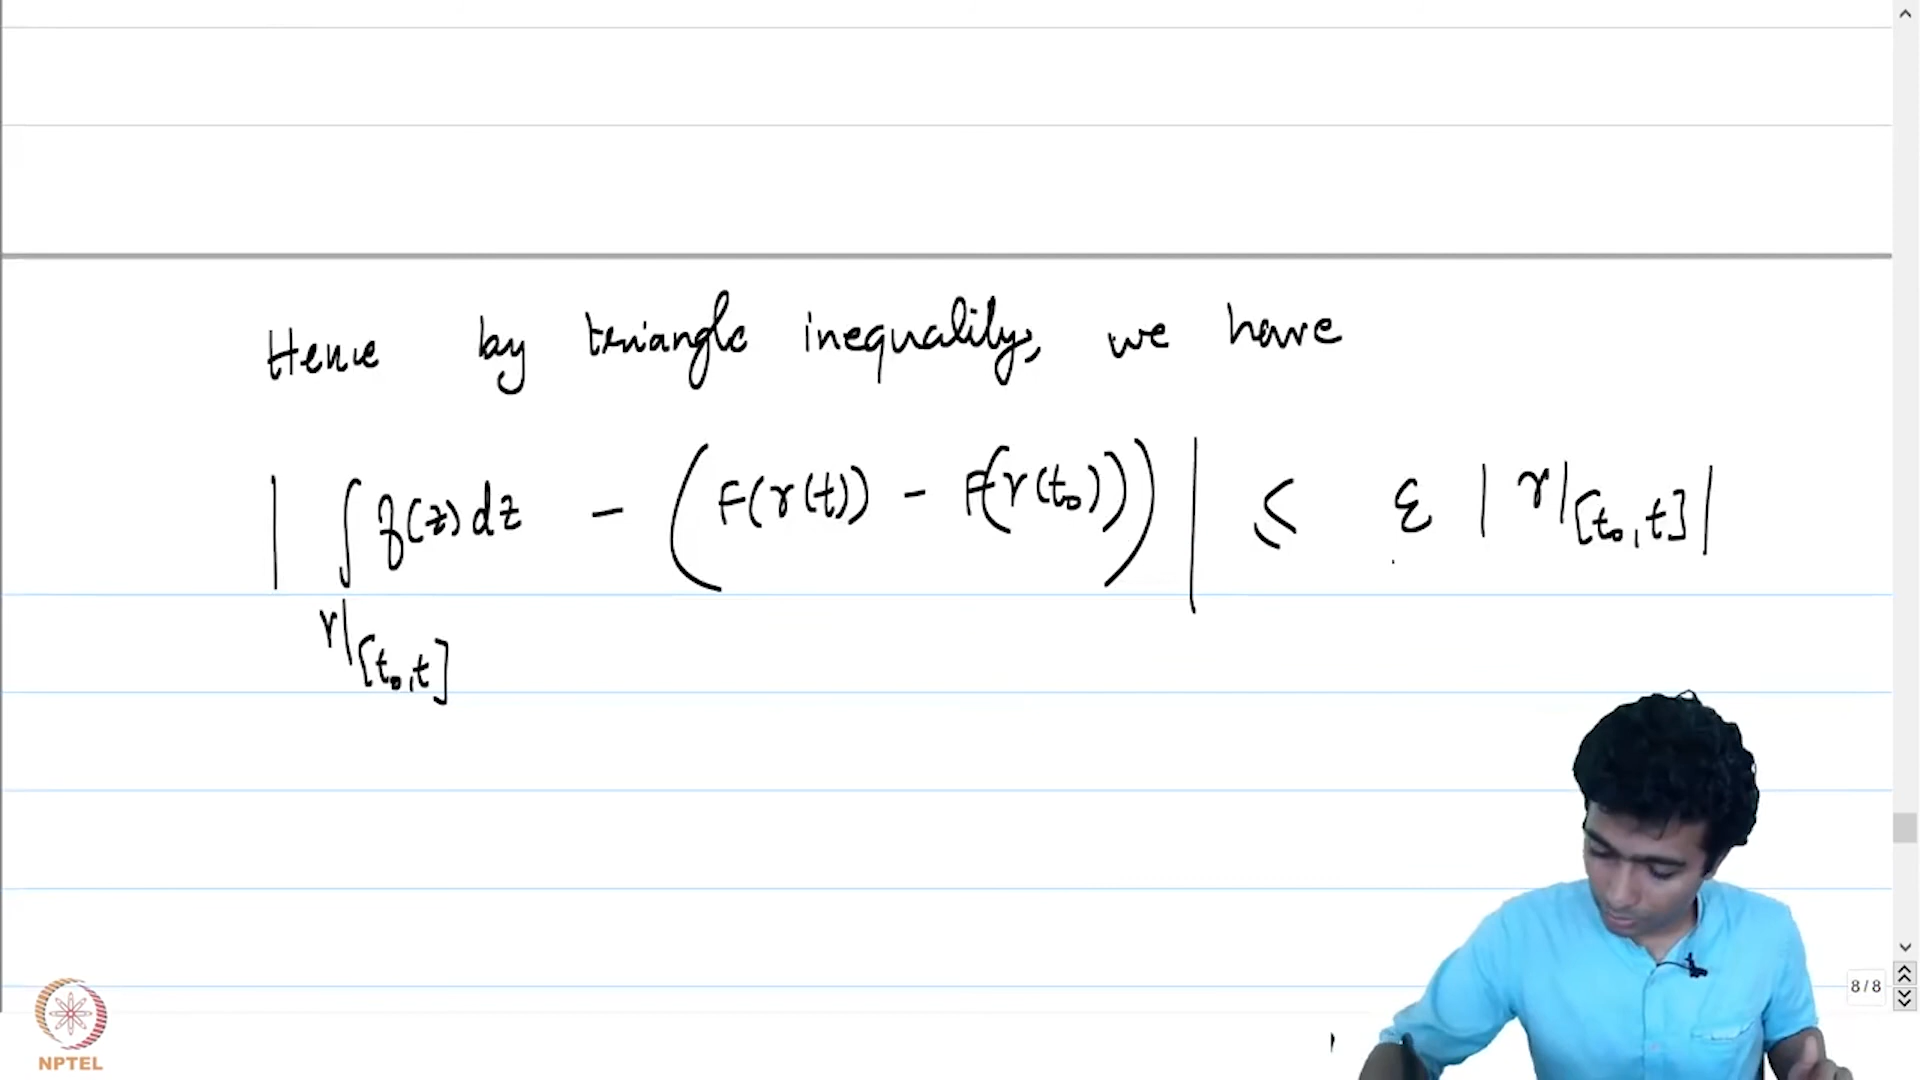 Hence by triangle inequality, we have
| ∫ f(z) dz − (F(γ(t)) − F(γ(t₀))) | ≤ ε | γ|[t₀,t] |
γ|[t₀,t]
8 / 8
NPTEL